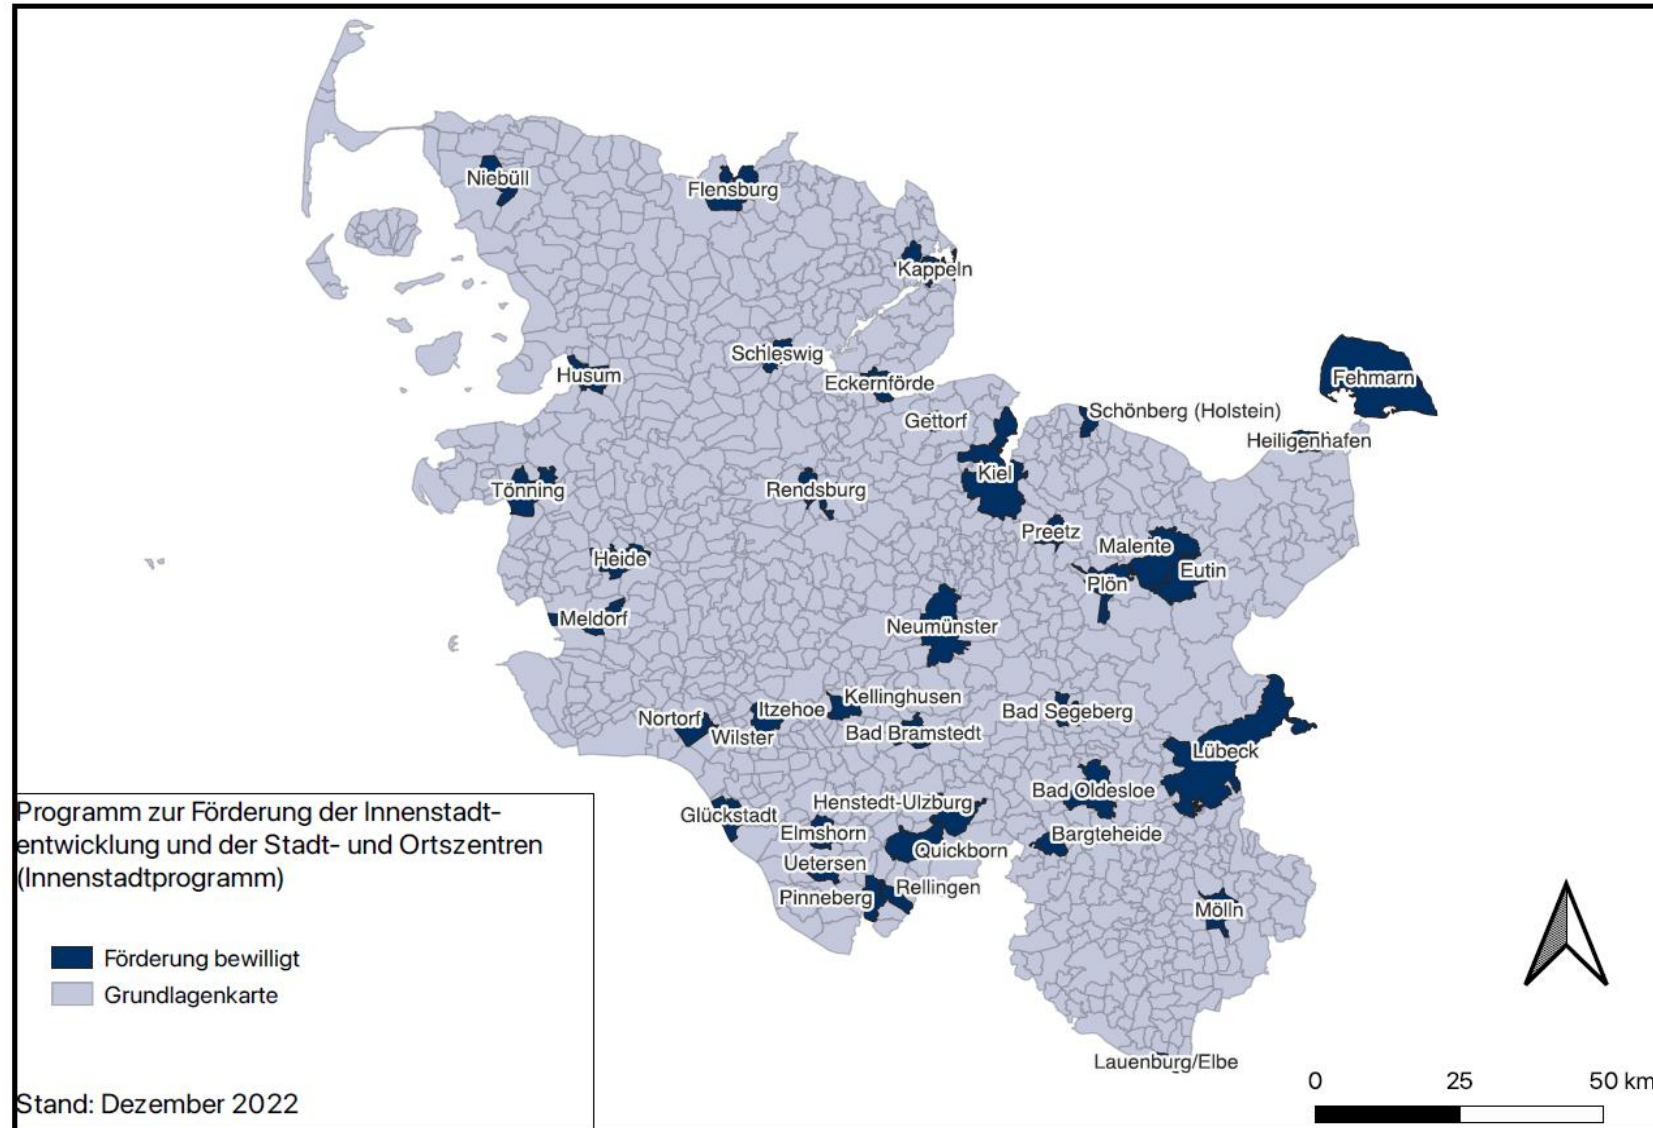 Niebüll
Flensburg
Kappeln
Schleswig
Husum
Eckernförde
Fehmarn
Gettorf
Schönberg (Holstein)
Heiligenhafen
Kiel
Tönning
Rendsburg
Preetz
Malente
Heide
Eutin
Plön
Meldorf
Neumünster
Kellinghusen
Itzehoe
Bad Segeberg
Nortorf
Wilster
Bad Bramstedt
Lübeck
Bad Oldesloe
Henstedt-Ulzburg
Glückstadt
Elmshorn
Bargteheide
Quickborn
Uetersen
Rellingen
Pinneberg
Mölln
Lauenburg/Elbe
Programm zur Förderung der Innenstadt-
entwicklung und der Stadt- und Ortszentren
(Innenstadtprogramm)
Förderung bewilligt
Grundlagenkarte
Stand: Dezember 2022
0 25 50 km